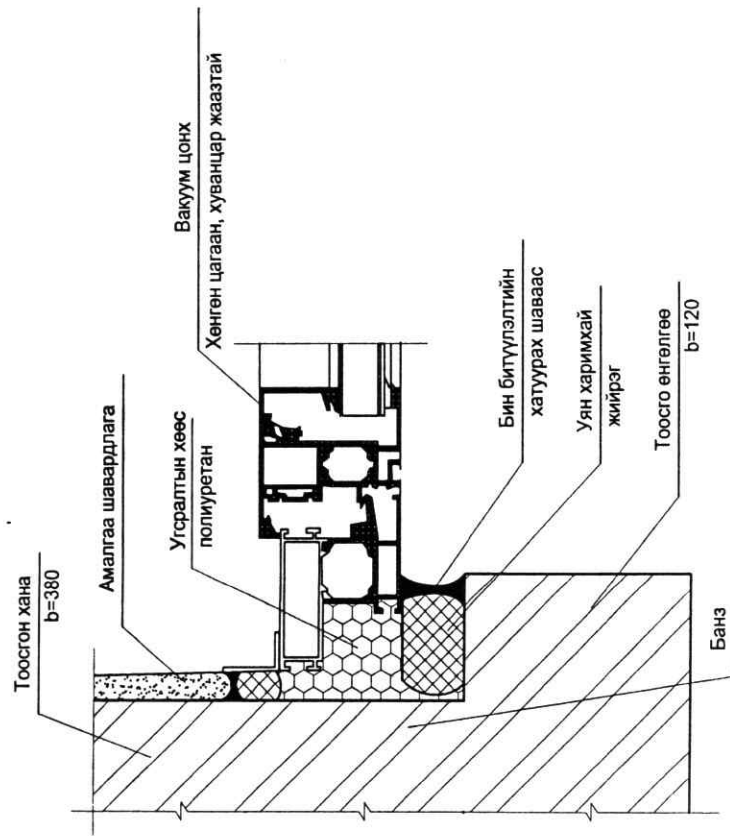 Тоосгон хана
b=380
Амалгаа шавардлага
Угсралтын хөөс
полиуретан
Вакуум цонх
Хөнгөн цагаан, хуванцар жаазтай
Бин битүүлэлтийн
хатуурах шаваас
Уян харимхай
жийрэг
Тоосго өнгөлгөө
b=120
Банз